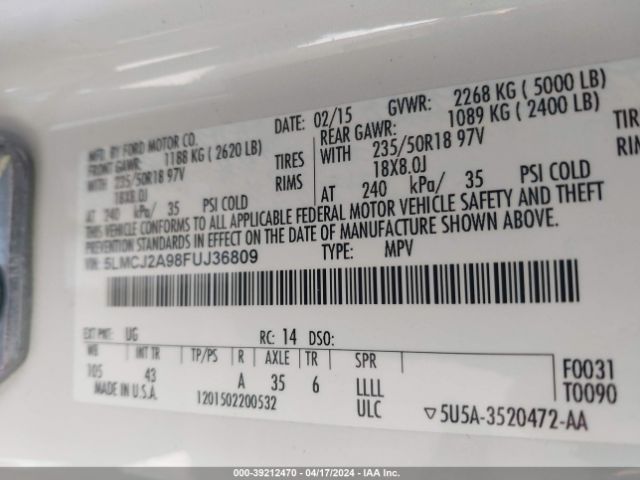 MFD. BY FORD MOTOR CO.
DATE: 02/15 GVWR: 2268 KG ( 5000 LB)
FRONT GAWR: 1188 KG ( 2620 LB) REAR GAWR: 1089 KG ( 2400 LB)
WITH 235/50R18 97V TIRES WITH 235/50R18 97V TIRE
18X8.0J RIMS 18X8.0J RIMS
AT 240 kPa/ 35 PSI COLD AT 240 kPa/ 35 PSI COLD
THIS VEHICLE CONFORMS TO ALL APPLICABLE FEDERAL MOTOR VEHICLE SAFETY AND THEFT
PREVENTION STANDARDS IN EFFECT ON THE DATE OF MANUFACTURE SHOWN ABOVE.
VIN: 5LMCJ2A98FUJ36809 TYPE: MPV
EXT PNT: UG RC: 14 DSO:
WB INT TR TP/PS R AXLE TR SPR F0031
105 43 A 35 6 LLLL T0090
MADE IN U.S.A. 1201502200532 ULC ▽5U5A-3520472-AA
000-39212470 - 04/17/2024 - IAA Inc.